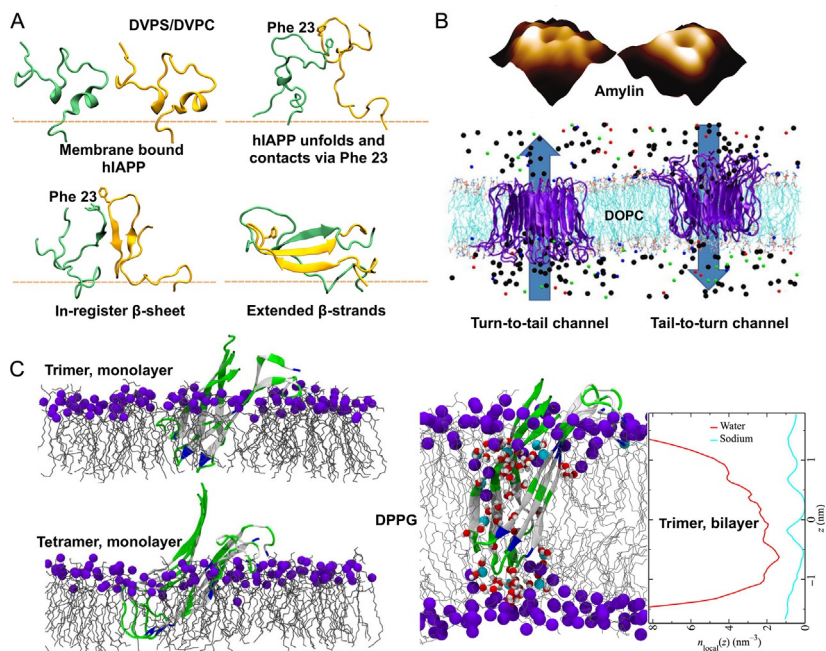 A
DVPS/DVPC
Phe 23
Membrane bound
hIAPP
hIAPP unfolds and
contacts via Phe 23
Phe 23
In-register β-sheet
Extended β-strands
B
Amylin
DOPC
Turn-to-tail channel
Tail-to-turn channel
C
Trimer, monolayer
Tetramer, monolayer
DPPG
Water
Sodium
Trimer, bilayer
1
0
−1
z (nm)
8 6 4 2 0
n_local(z) (nm⁻³)